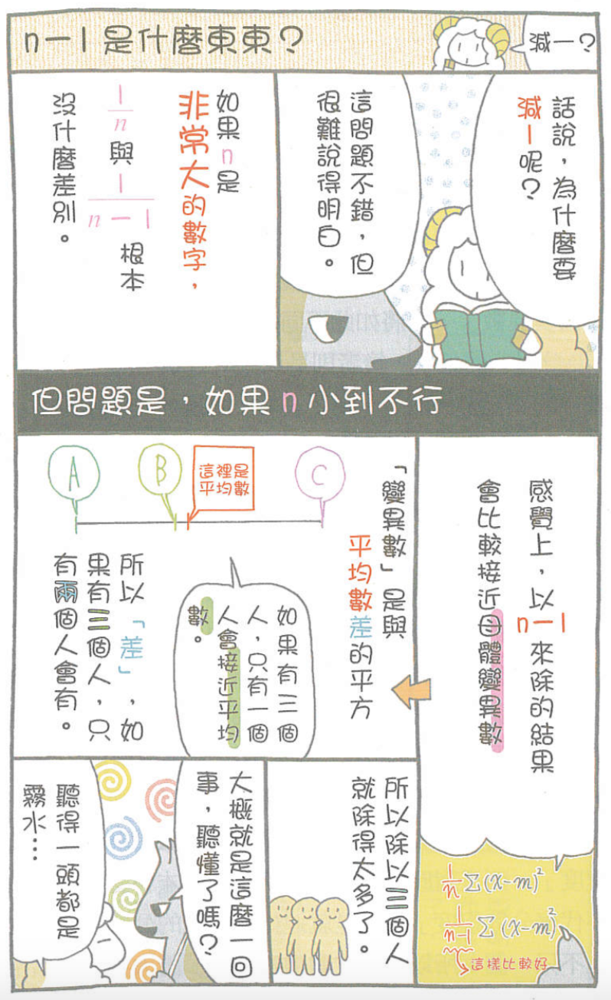 n－1是什麼東東？
減一？
話說，為什麼要
減一呢？
這問題不錯，但
很難說得明白。
如果n是
非常大的數字，
1/n與1/n－1根本
沒什麼差別。
但問題是，如果n小到不行
感覺上，以
n－1來除的結果
會比較接近母體變異數
1/n Σ(x-m)²
1/n-1 Σ(x-m)²
這樣比較好
「變異數」是與
平均數差的平方
A
B
這裡是
平均數
C
如果有三個
人，只有一個
人會接近平均
數。
所以「差」，如
果有三個人，只
有兩個人會有。
所以除以三個人
就除得太多了。
大概就是這麼一回
事，聽懂了嗎？
聽得一頭都是
霧水…